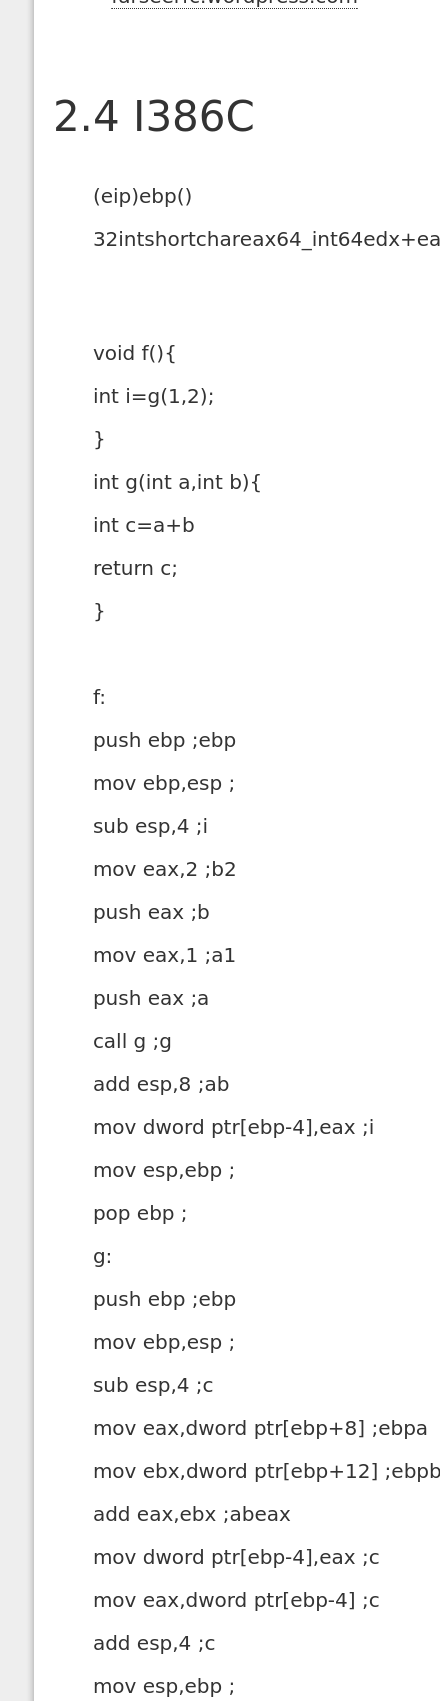 furseerfc.wordpress.com
2.4 I386C
(eip)ebp()
32intshortchareax64_int64edx+ea
void f(){
int i=g(1,2);
}
int g(int a,int b){
int c=a+b
return c;
}
f:
push ebp ;ebp
mov ebp,esp ;
sub esp,4 ;i
mov eax,2 ;b2
push eax ;b
mov eax,1 ;a1
push eax ;a
call g ;g
add esp,8 ;ab
mov dword ptr[ebp-4],eax ;i
mov esp,ebp ;
pop ebp ;
g:
push ebp ;ebp
mov ebp,esp ;
sub esp,4 ;c
mov eax,dword ptr[ebp+8] ;ebpa
mov ebx,dword ptr[ebp+12] ;ebpb
add eax,ebx ;abeax
mov dword ptr[ebp-4],eax ;c
mov eax,dword ptr[ebp-4] ;c
add esp,4 ;c
mov esp,ebp ;